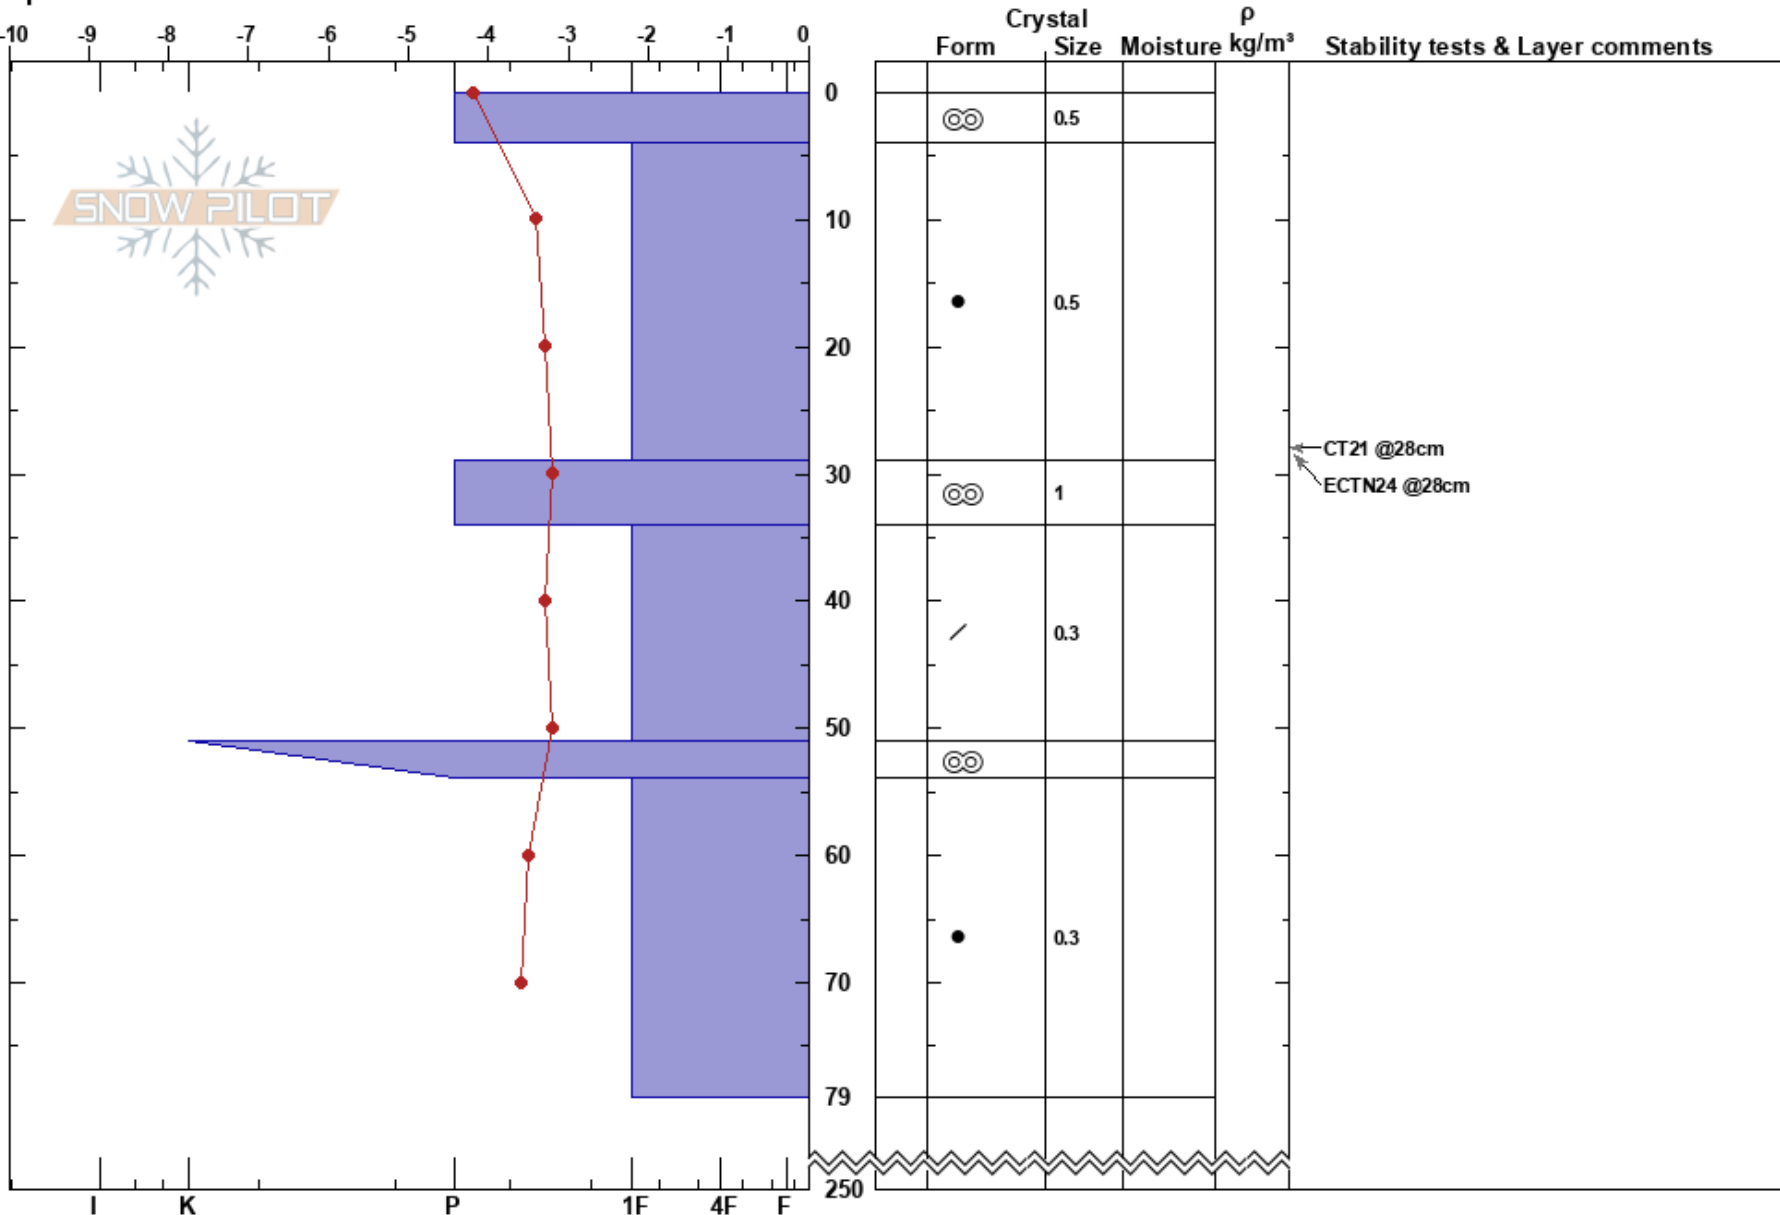 -10 -9 -8 -7 -6 -5 -4 -3 -2 -1 0
Crystal ρ
Form Size Moisture kg/m³ Stability tests & Layer comments
0
0.5
SNOW PILOT
10
0.5
20
CT21 @28cm
30
1
ECTN24 @28cm
40
0.3
50
60
0.3
70
79
250
I K P 1F 4F F